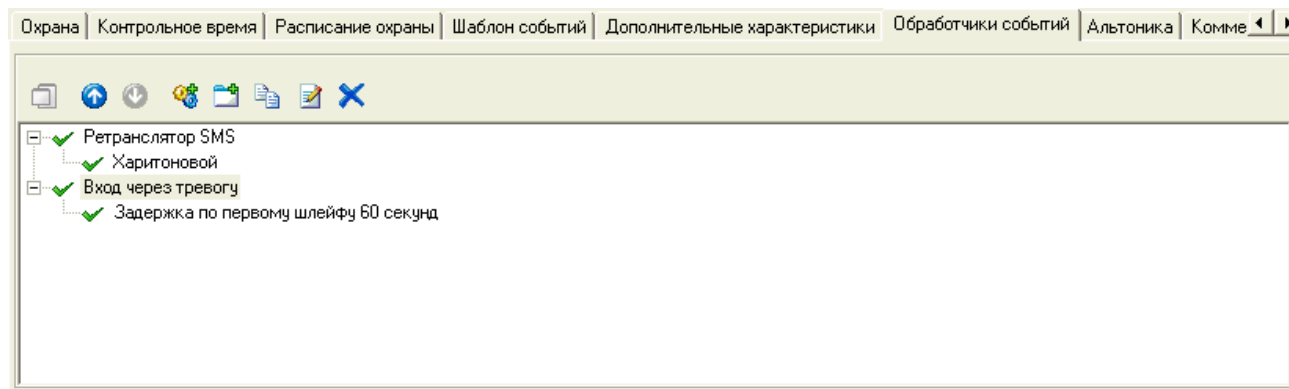 Охрана Контрольное время Расписание охраны Шаблон событий Дополнительные характеристики Обработчики событий Альтоника Комме
Ретранслятор SMS
Харитоновой
Вход через тревогу
Задержка по первому шлейфу 60 секунд